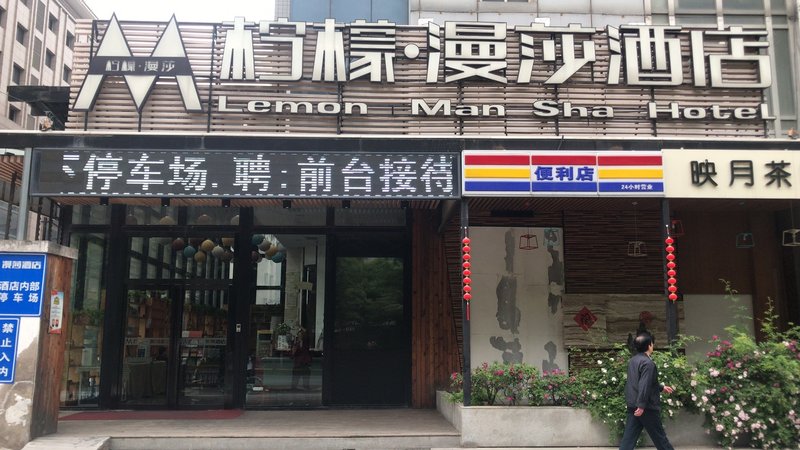 柠檬·漫莎
柠檬·漫莎酒店
Lemon Man Sha Hotel
停车场.聘:前台接待
便利店
24小时营业
映月茶
漫莎酒店
酒店内部
停车场
禁
止
入
内